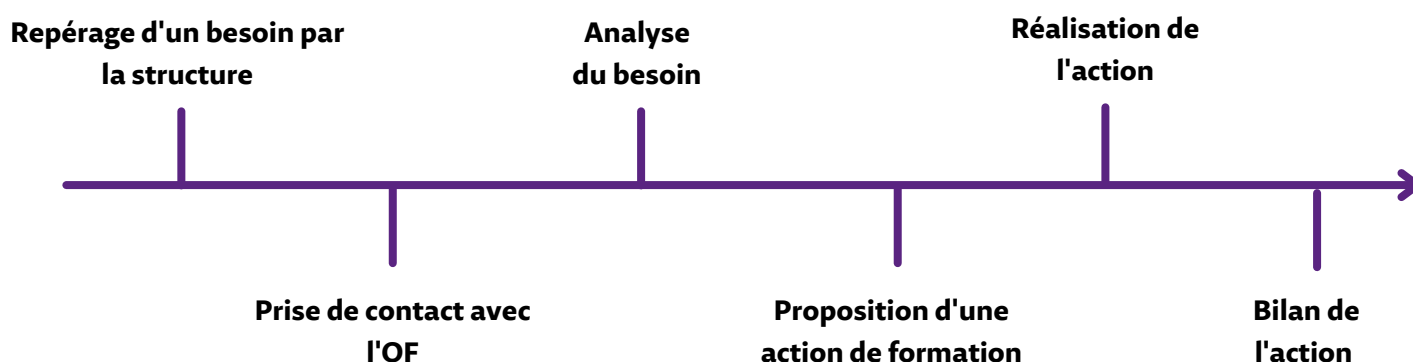 Repérage d'un besoin par
la structure
Prise de contact avec
l'OF
Analyse
du besoin
Proposition d'une
action de formation
Réalisation de
l'action
Bilan de
l'action